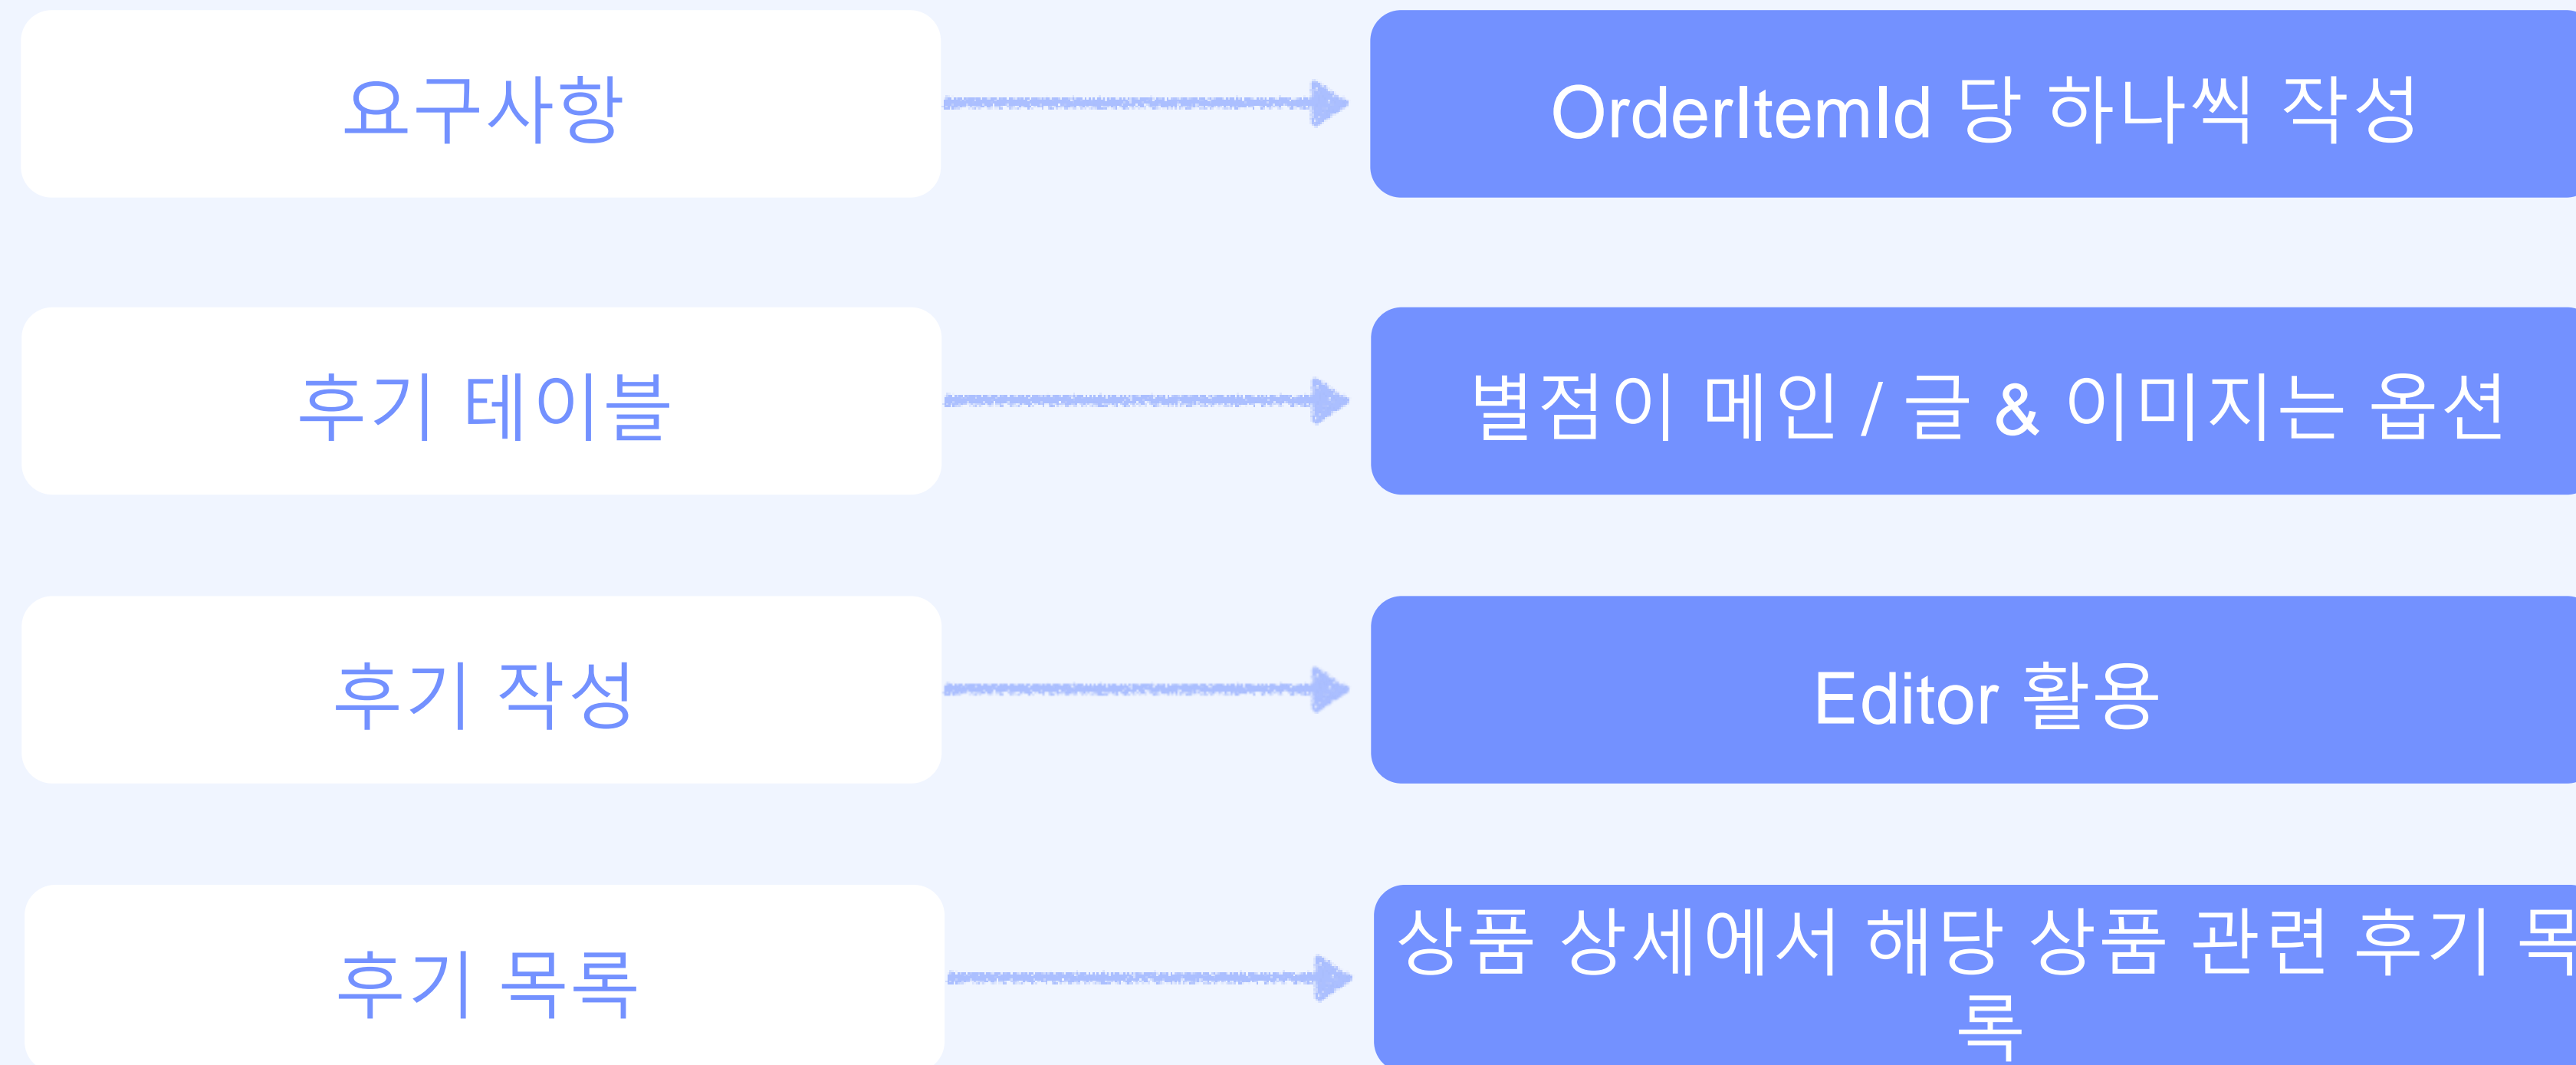 요구사항
OrderItemId 당 하나씩 작성
후기 테이블
별점이 메인 / 글 & 이미지는 옵션
후기 작성
Editor 활용
후기 목록
상품 상세에서 해당 상품 관련 후기 목
록